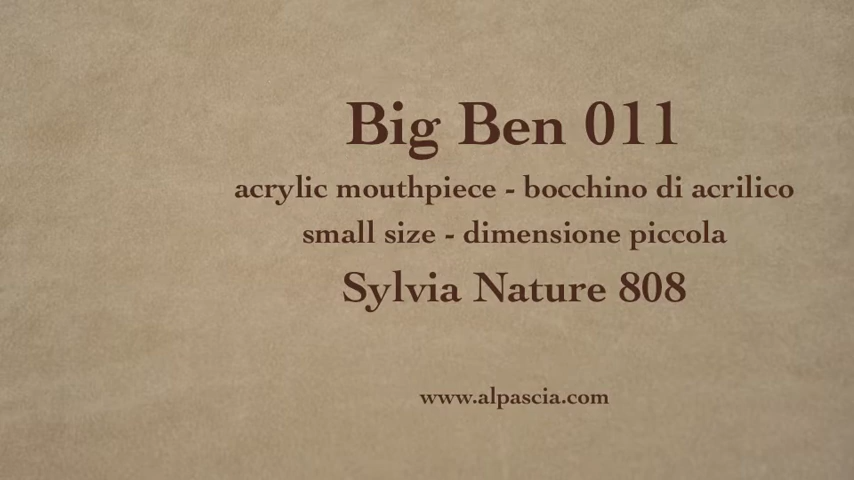 Big Ben 011
acrylic mouthpiece - bocchino di acrilico
small size - dimensione piccola
Sylvia Nature 808
www.alpascia.com